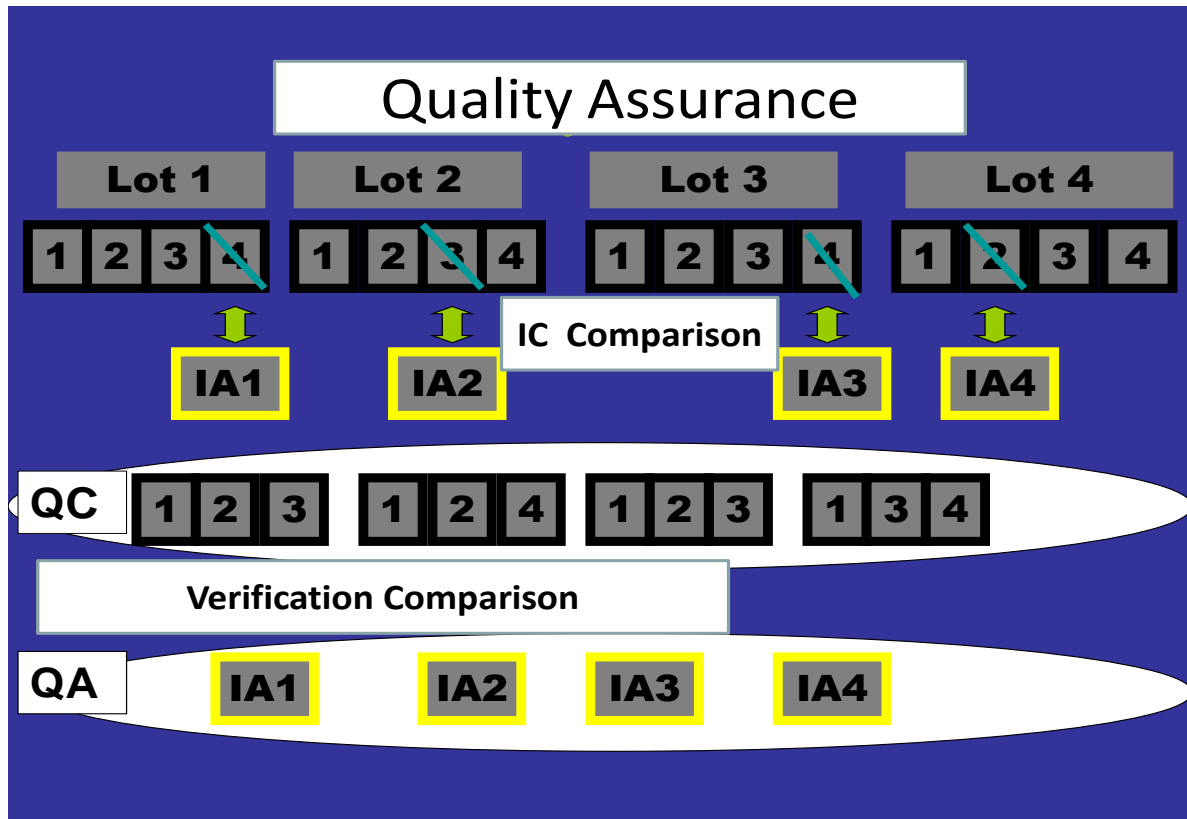 Quality Assurance
Lot 1 Lot 2 Lot 3 Lot 4
1 2 3 4 1 2 3 4 1 2 3 4 1 2 3 4
IC Comparison
IA1 IA2 IA3 IA4
QC 1 2 3 1 2 4 1 2 3 1 3 4
Verification Comparison
QA IA1 IA2 IA3 IA4